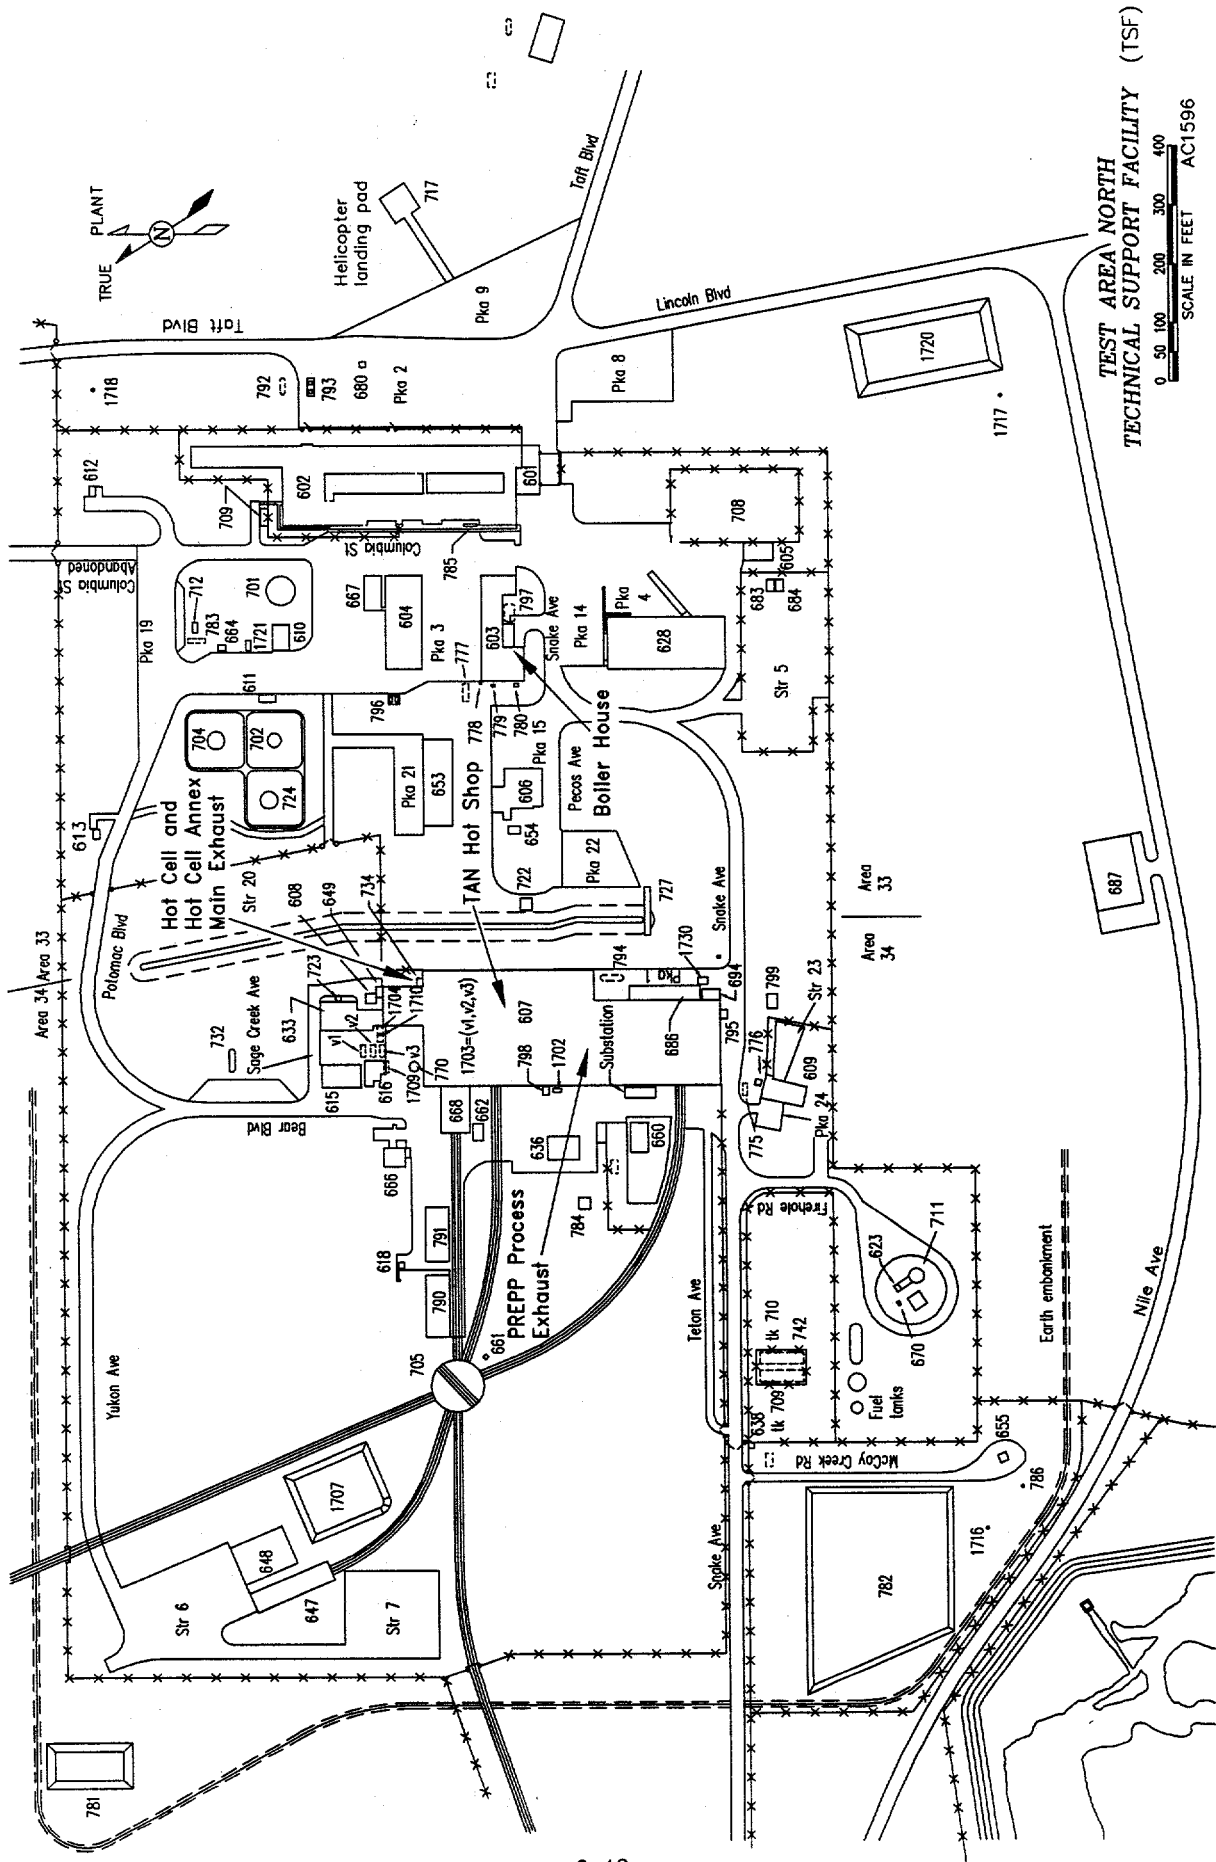 TEST AREA NORTH
TECHNICAL SUPPORT FACILITY (TSF)
0 50 100 200 300 400
SCALE IN FEET
AC1596
PLANT
TRUE
N
Helicopter
landing pad
717
Taft Blvd
Taft Blvd
Lincoln Blvd
Pka 9
Pka 8
Pka 2
1718
792
793
680
1720
1717
612
709
602
601
708
605
785
Columbia St
Columbia St
Abandoned
Pka 19
712
701
783
664
1721
610
667
604
Pka 3
777
603
797
Snake Ave
Pka 14
Pka
4
628
683
684
Str 5
611
796
778
779
780
Pka 15
Boiler House
Pecos Ave
704
702
724
Pka 21
653
606
654
Pka 22
722
727
TAN Hot Shop
Hot Cell and
Hot Cell Annex
Main Exhaust
613
Str 20
608
649
734
Potomac Blvd
Area 33
Area 34
Area
33
Area
34
687
Snake Ave
1730
794
Pka 1
694
799
Str 23
723
1704
1710
633
v2
v1
v3
Sage Creek Ave
732
607
1703=(v1,v2,v3)
686
795
776
609
Substation
798
1702
770
1709
616
615
668
662
636
660
775
Pka 24
Bear Blvd
666
618
791
790
784
PREPP Process
Exhaust
661
705
Teton Ave
Firehole Rd
623
711
670
tk 710
742
tk 709
638
Fuel
tanks
Earth embankment
Nile Ave
Yukon Ave
McCoy Creek Rd
655
786
1716
1707
648
647
Str 6
Str 7
Snake Ave
782
781